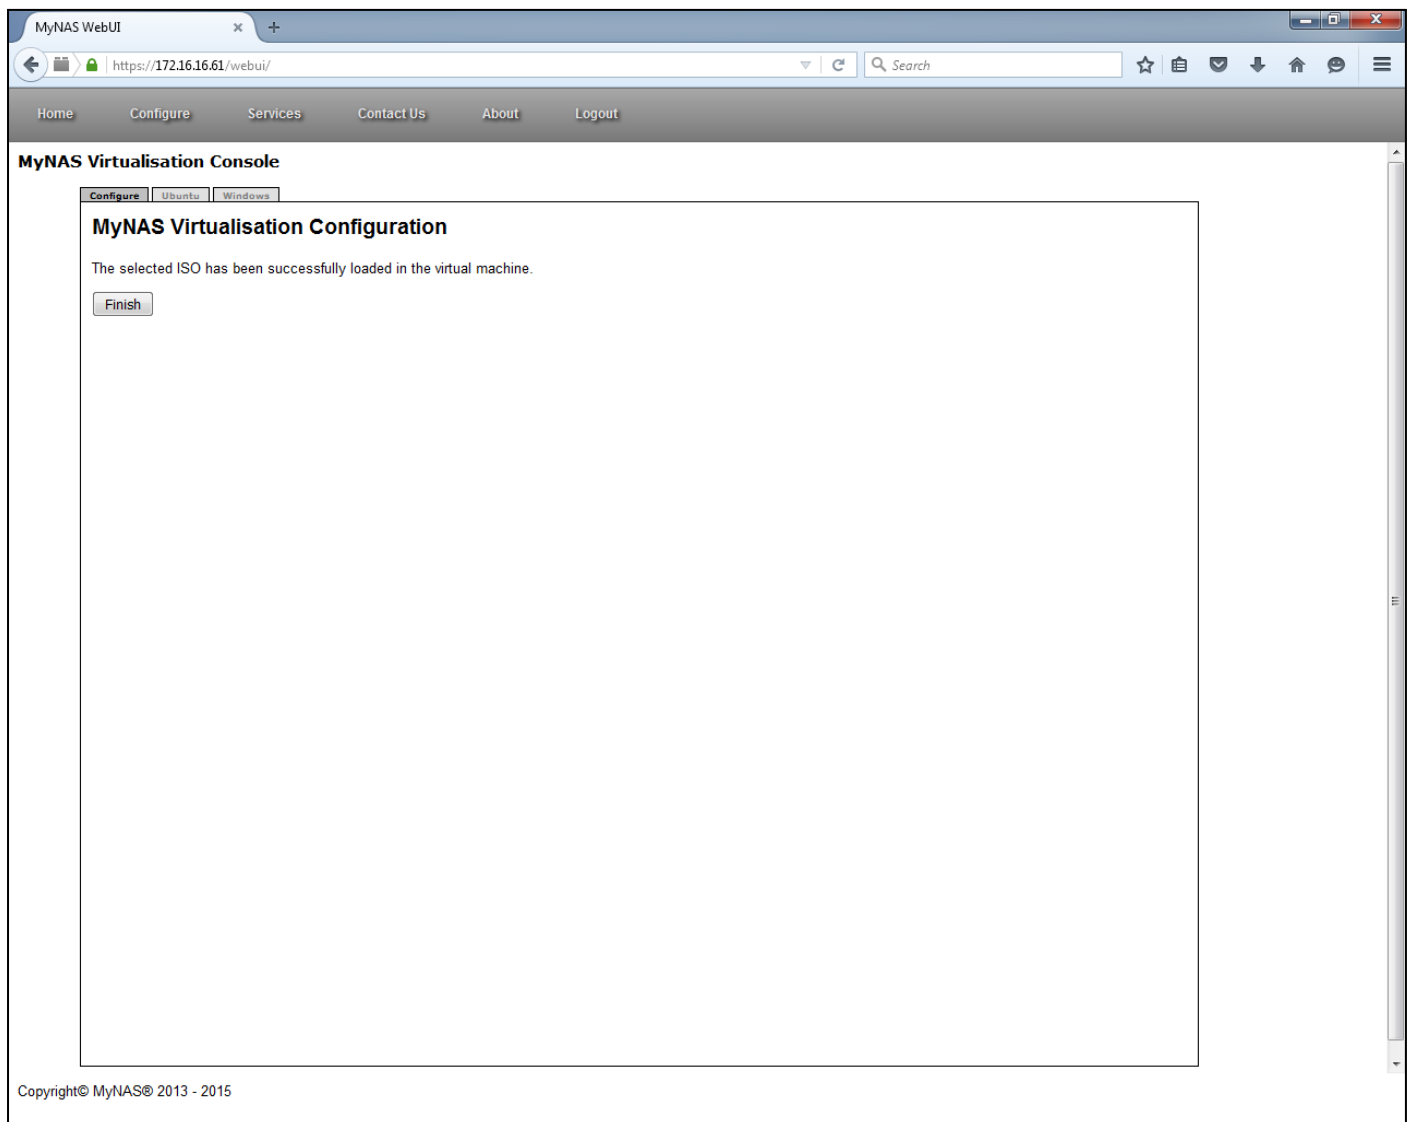 MyNAS WebUI
https://172.16.16.61/webui/
Search
Home Configure Services Contact Us About Logout
MyNAS Virtualisation Console
Configure Ubuntu Windows
MyNAS Virtualisation Configuration
The selected ISO has been successfully loaded in the virtual machine.
Finish
Copyright© MyNAS® 2013 - 2015